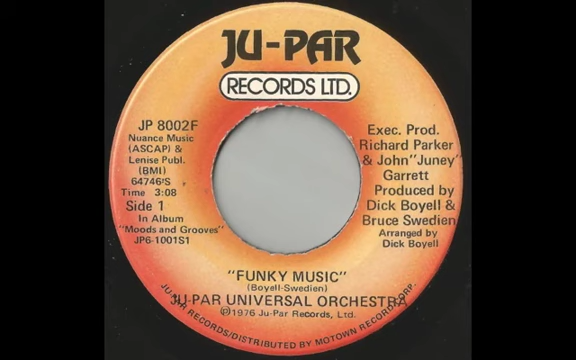 JU-PAR
RECORDS LTD.
JP 8002F
Nuance Music
(ASCAP) &
Lenise Publ.
(BMI)
64746'S
Time 3:08
Side 1
In Album
"Moods and Grooves"
JP6-1001S1
Exec. Prod.
Richard Parker
& John"Juney"
Garrett
Produced by
Dick Boyell &
Bruce Swedien
Arranged by
Dick Boyell
"FUNKY MUSIC"
(Boyell-Swedien)
JU-PAR UNIVERSAL ORCHESTRA
℗1976 Ju-Par Records, Ltd.
JU-PAR RECORDS/DISTRIBUTED BY MOTOWN RECORD CORP.